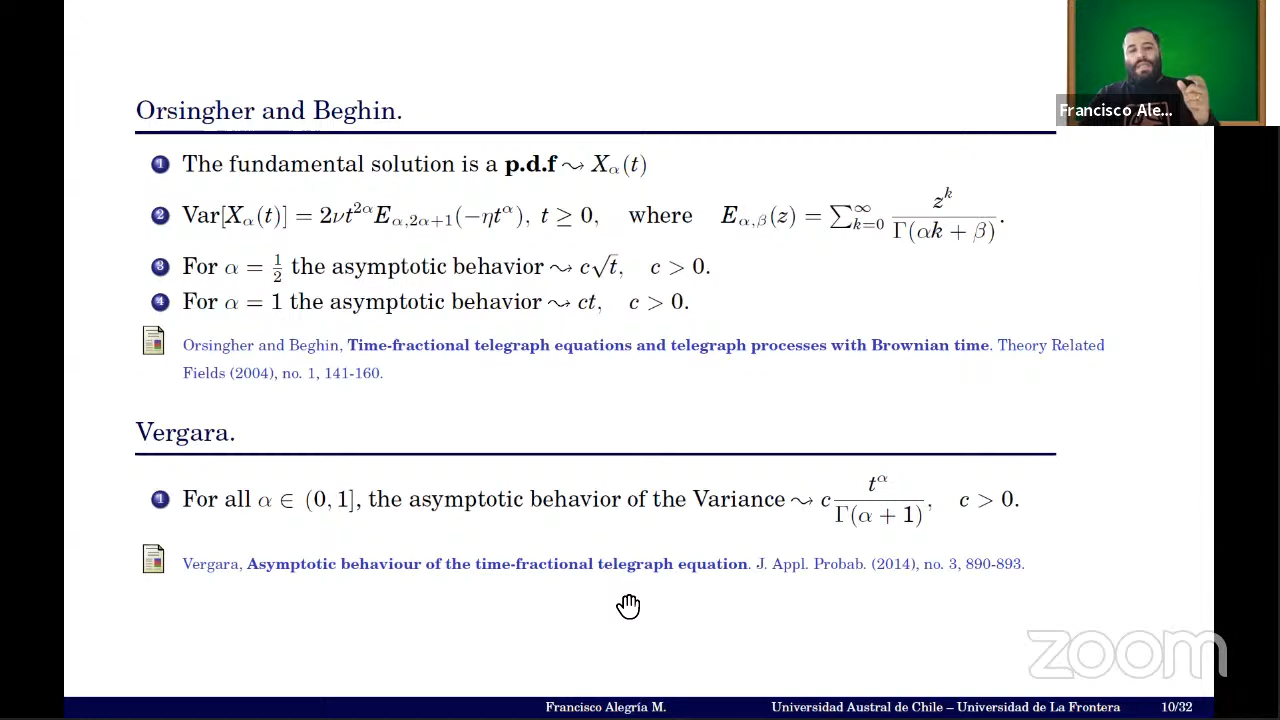 Francisco Ale...
Orsingher and Beghin.
1 The fundamental solution is a p.d.f ⤳ Xα(t)
2 Var[Xα(t)] = 2νt^{2α}E_{α,2α+1}(−ηt^α), t ≥ 0, where E_{α,β}(z) = ∑_{k=0}^{∞} z^k / Γ(αk + β).
3 For α = 1/2 the asymptotic behavior ⤳ c√t, c > 0.
4 For α = 1 the asymptotic behavior ⤳ ct, c > 0.
Orsingher and Beghin, Time-fractional telegraph equations and telegraph processes with Brownian time. Theory Related
Fields (2004), no. 1, 141-160.
Vergara.
1 For all α ∈ (0, 1], the asymptotic behavior of the Variance ⤳ c t^α / Γ(α + 1), c > 0.
Vergara, Asymptotic behaviour of the time-fractional telegraph equation. J. Appl. Probab. (2014), no. 3, 890-893.
zoom
Francisco Alegría M. Universidad Austral de Chile – Universidad de La Frontera 10/32